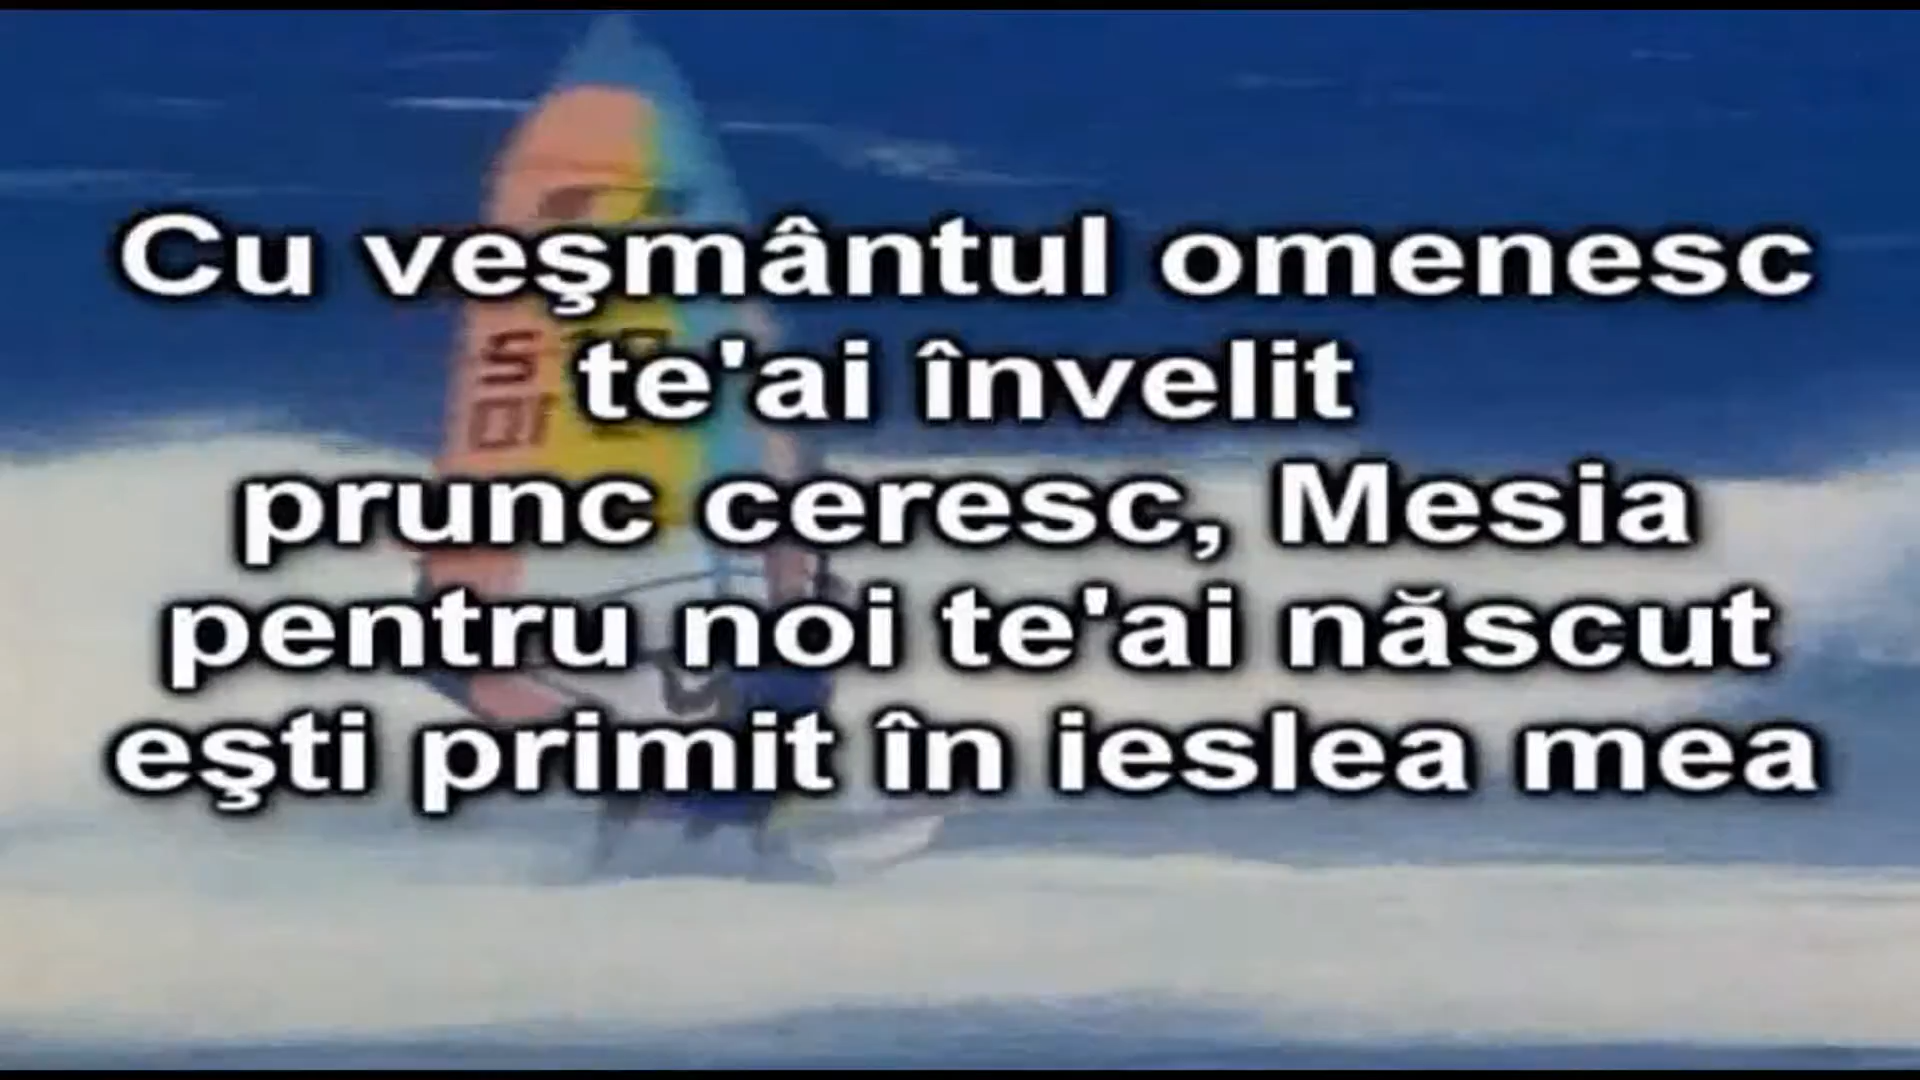 Cu veşmântul omenesc
te'ai învelit
prunc ceresc, Mesia
pentru noi te'ai născut
eşti primit în ieslea mea